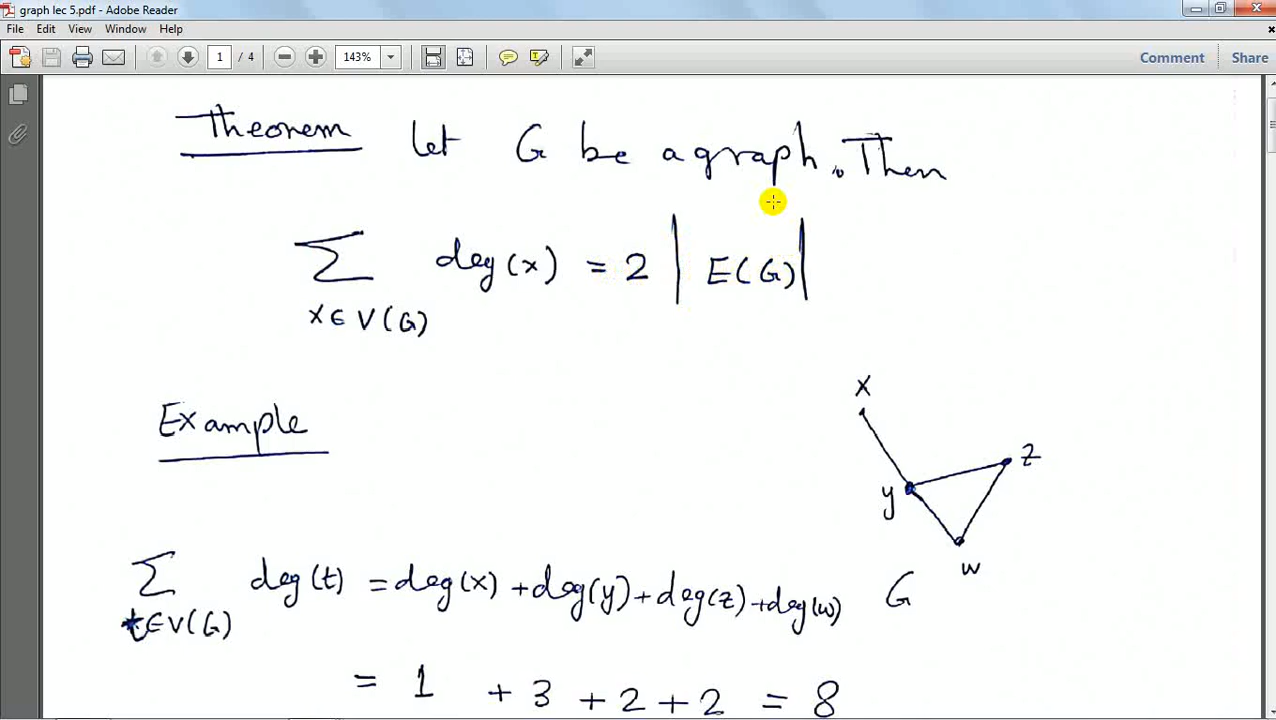 graph lec 5.pdf - Adobe Reader
File Edit View Window Help
1 / 4 143% Comment Share
Theorem let G be a graph. Then
∑ deg(x) = 2 | E(G)|
x∈ V(G)
Example
x
z
y
w
G
∑ deg(t) = deg(x) + deg(y) + deg(z) + deg(w)
t∈V(G)
= 1 + 3 + 2 + 2 = 8